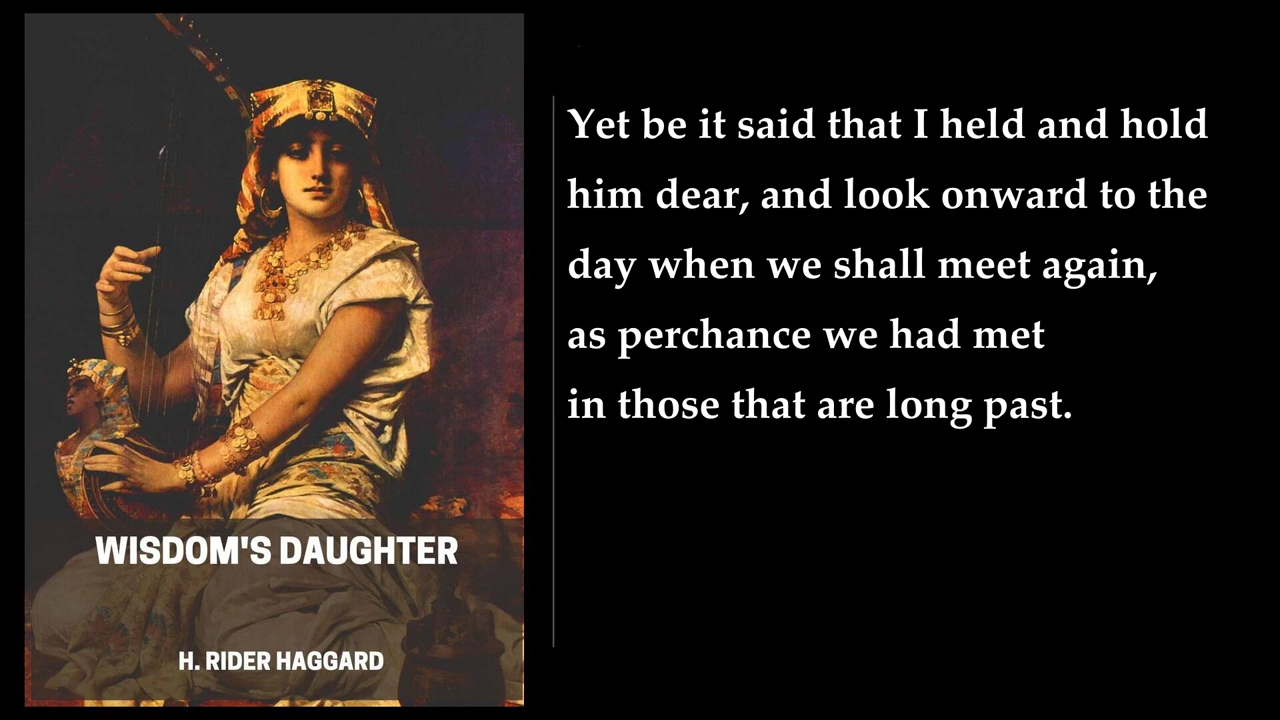 WISDOM'S DAUGHTER
H. RIDER HAGGARD
Yet be it said that I held and hold
him dear, and look onward to the
day when we shall meet again,
as perchance we had met
in those that are long past.